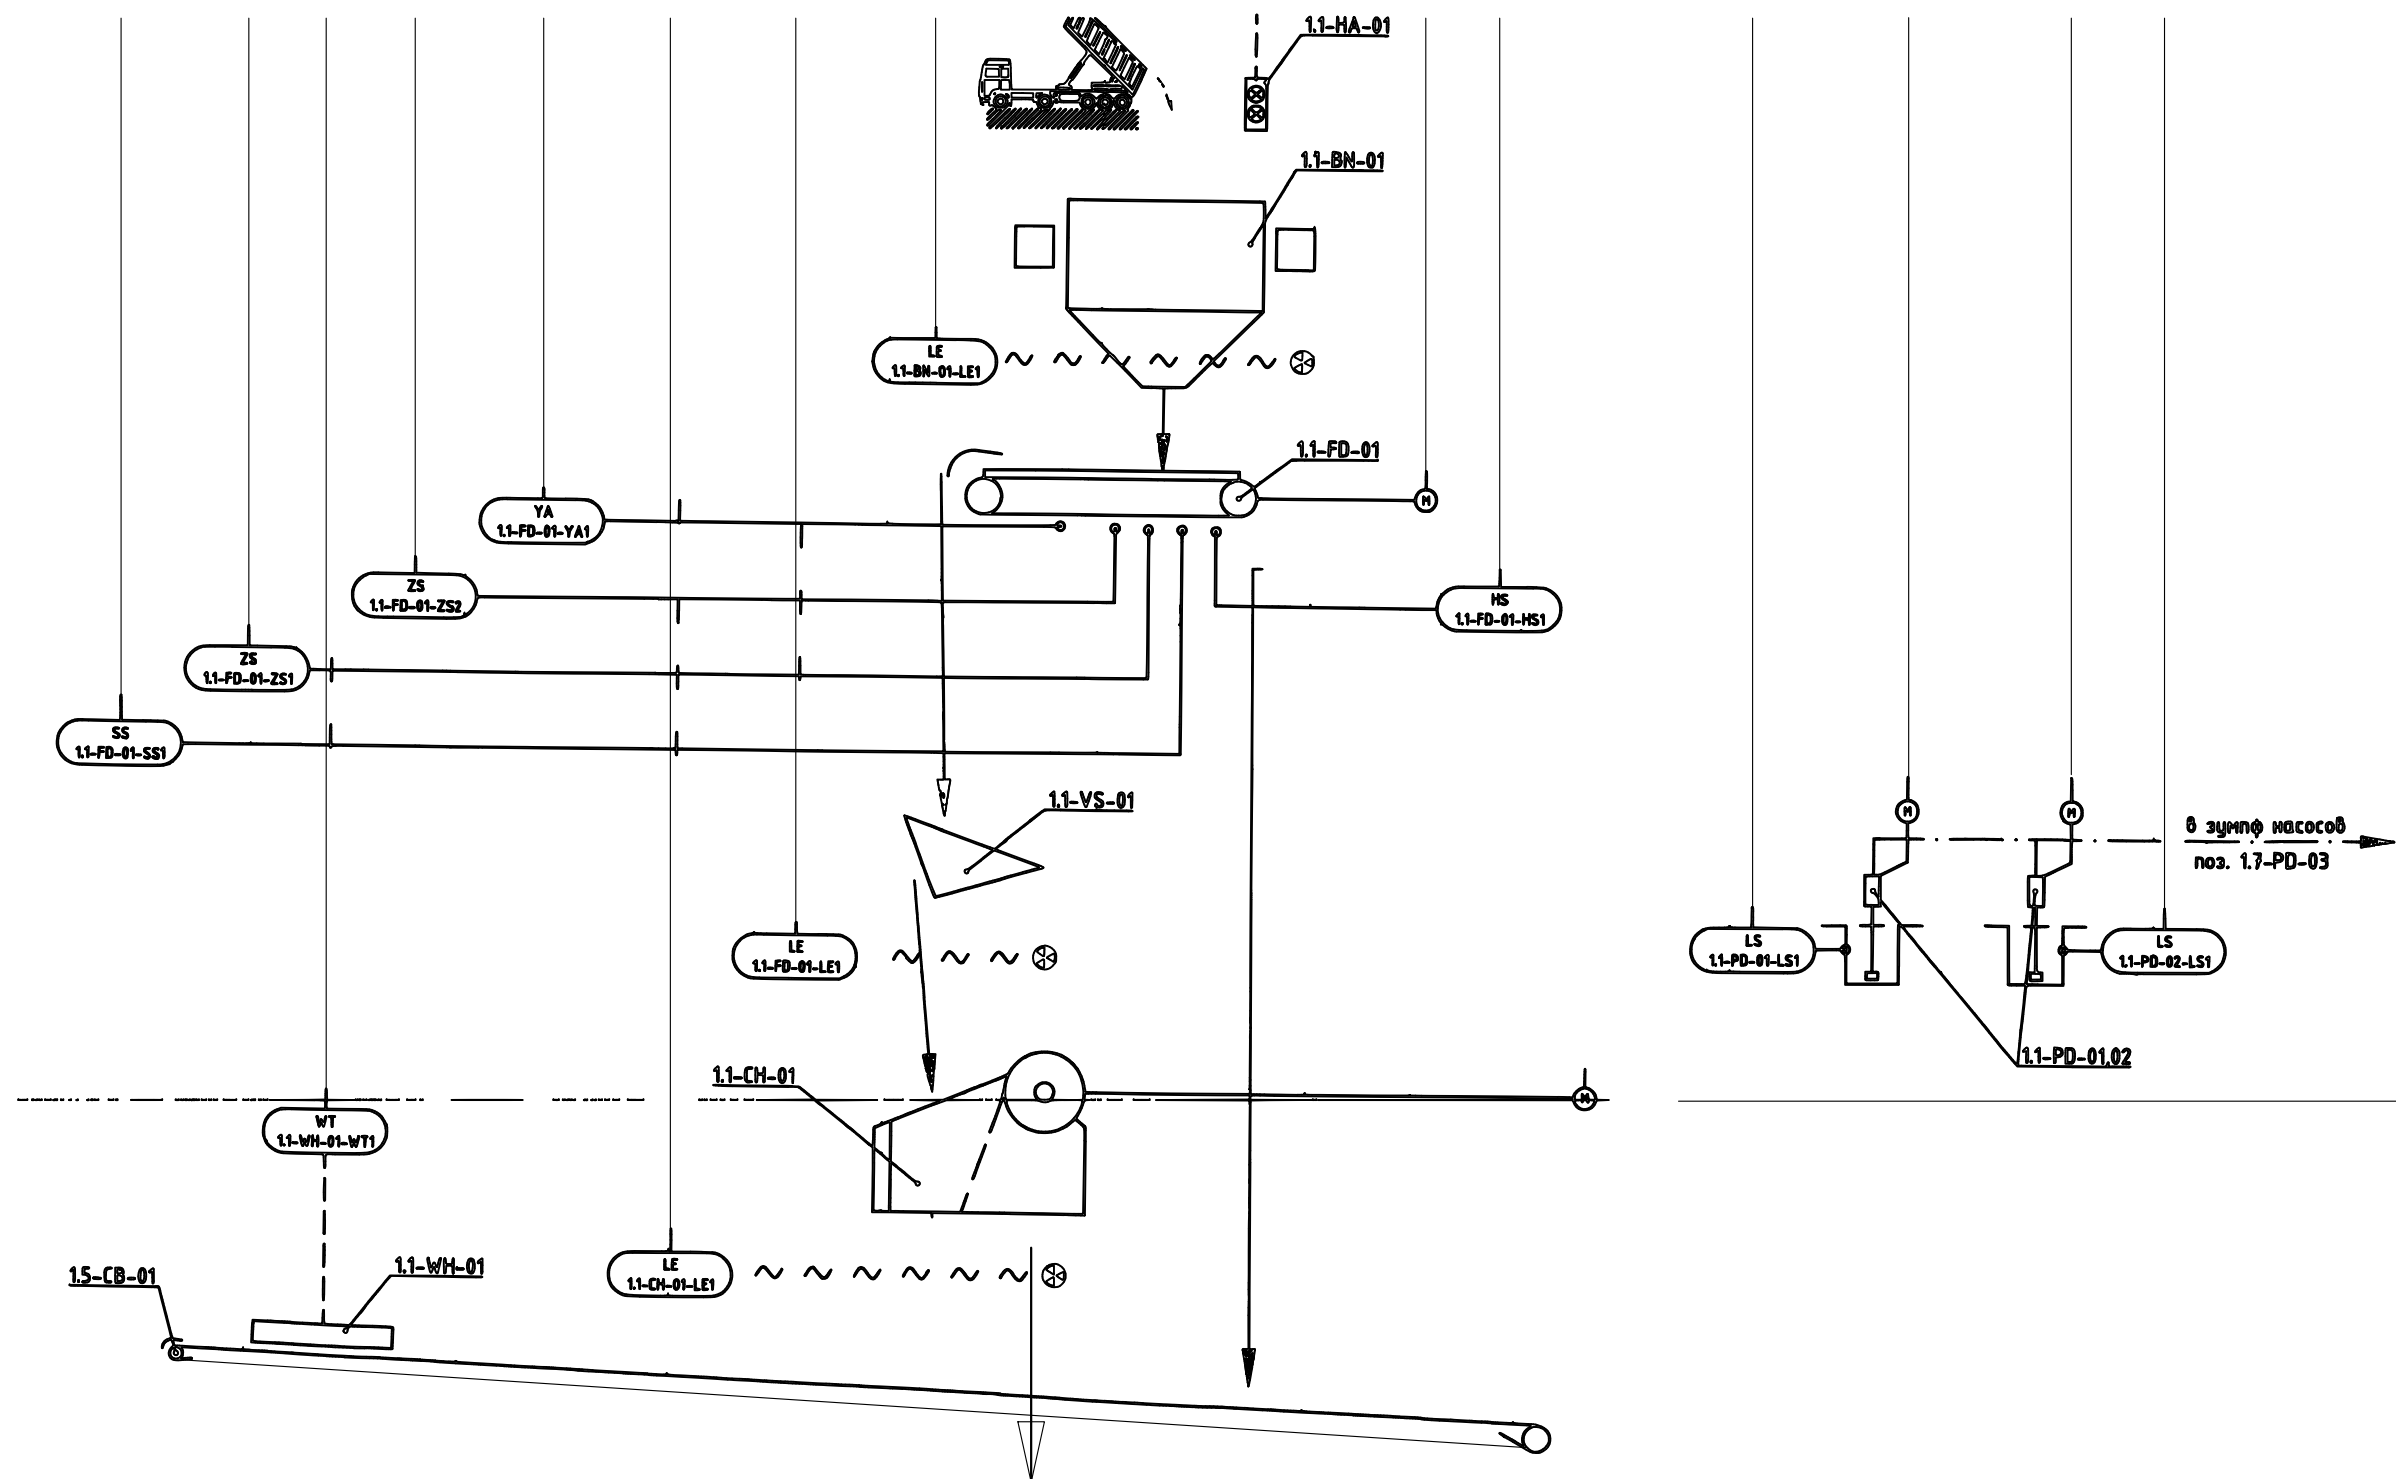 1.1-HA-01
1.1-BN-01
LE
1.1-BN-01-LE1
1.1-FD-01
M
YA
1.1-FD-01-YA1
ZS
1.1-FD-01-ZS2
HS
1.1-FD-01-HS1
ZS
1.1-FD-01-ZS1
SS
1.1-FD-01-SS1
1.1-VS-01
M
M
в зумпф насосов
поз. 1.7-PD-03
LE
1.1-FD-01-LE1
LS
1.1-PD-01-LS1
LS
1.1-PD-02-LS1
1.1-PD-01,02
1.1-CH-01
M
WT
1.1-WH-01-WT1
LE
1.1-CH-01-LE1
1.5-CB-01
1.1-WH-01